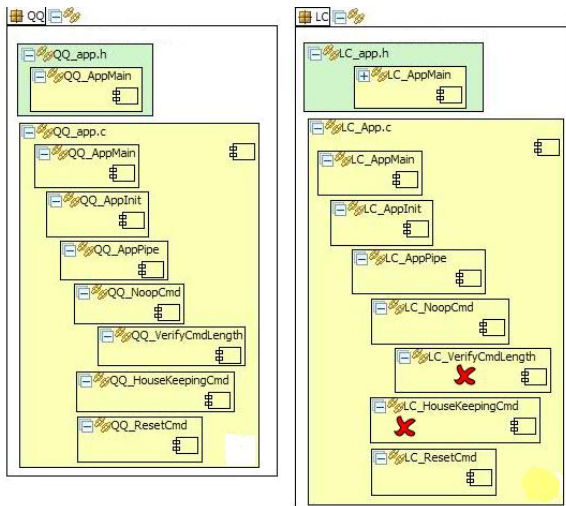 QQ
QQ_app.h
QQ_AppMain
QQ_app.c
QQ_AppMain
QQ_AppInit
QQ_AppPipe
QQ_NoopCmd
QQ_VerifyCmdLength
QQ_HouseKeepingCmd
QQ_ResetCmd
LC
LC_app.h
LC_AppMain
LC_App.c
LC_AppMain
LC_AppInit
LC_AppPipe
LC_NoopCmd
LC_VerifyCmdLength
LC_HouseKeepingCmd
LC_ResetCmd